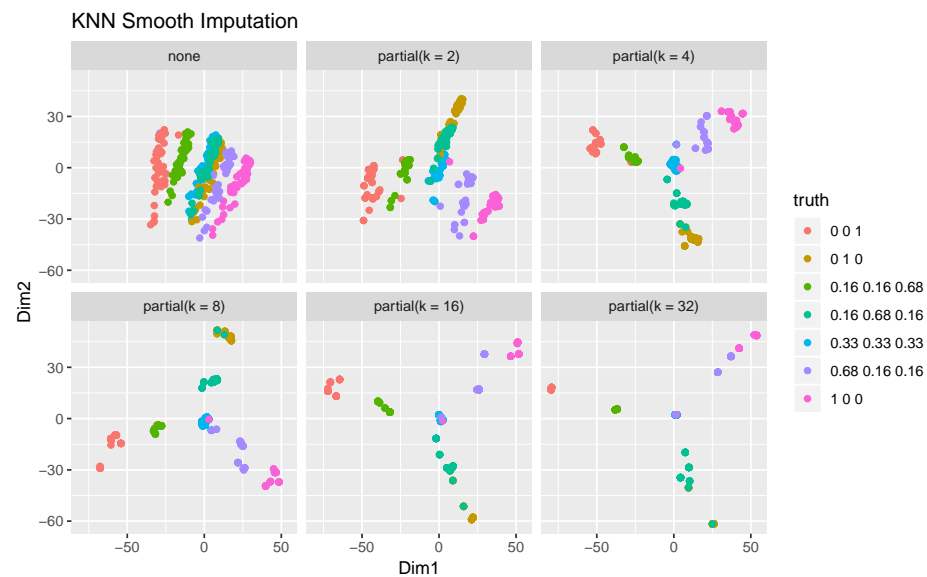 KNN Smooth Imputation
none
partial(k = 2)
partial(k = 4)
30
0
−30
−60
partial(k = 8)
partial(k = 16)
partial(k = 32)
30
0
−30
−60
−50
0
50
−50
0
50
−50
0
50
Dim1
Dim2
truth
0 0 1
0 1 0
0.16 0.16 0.68
0.16 0.68 0.16
0.33 0.33 0.33
0.68 0.16 0.16
1 0 0